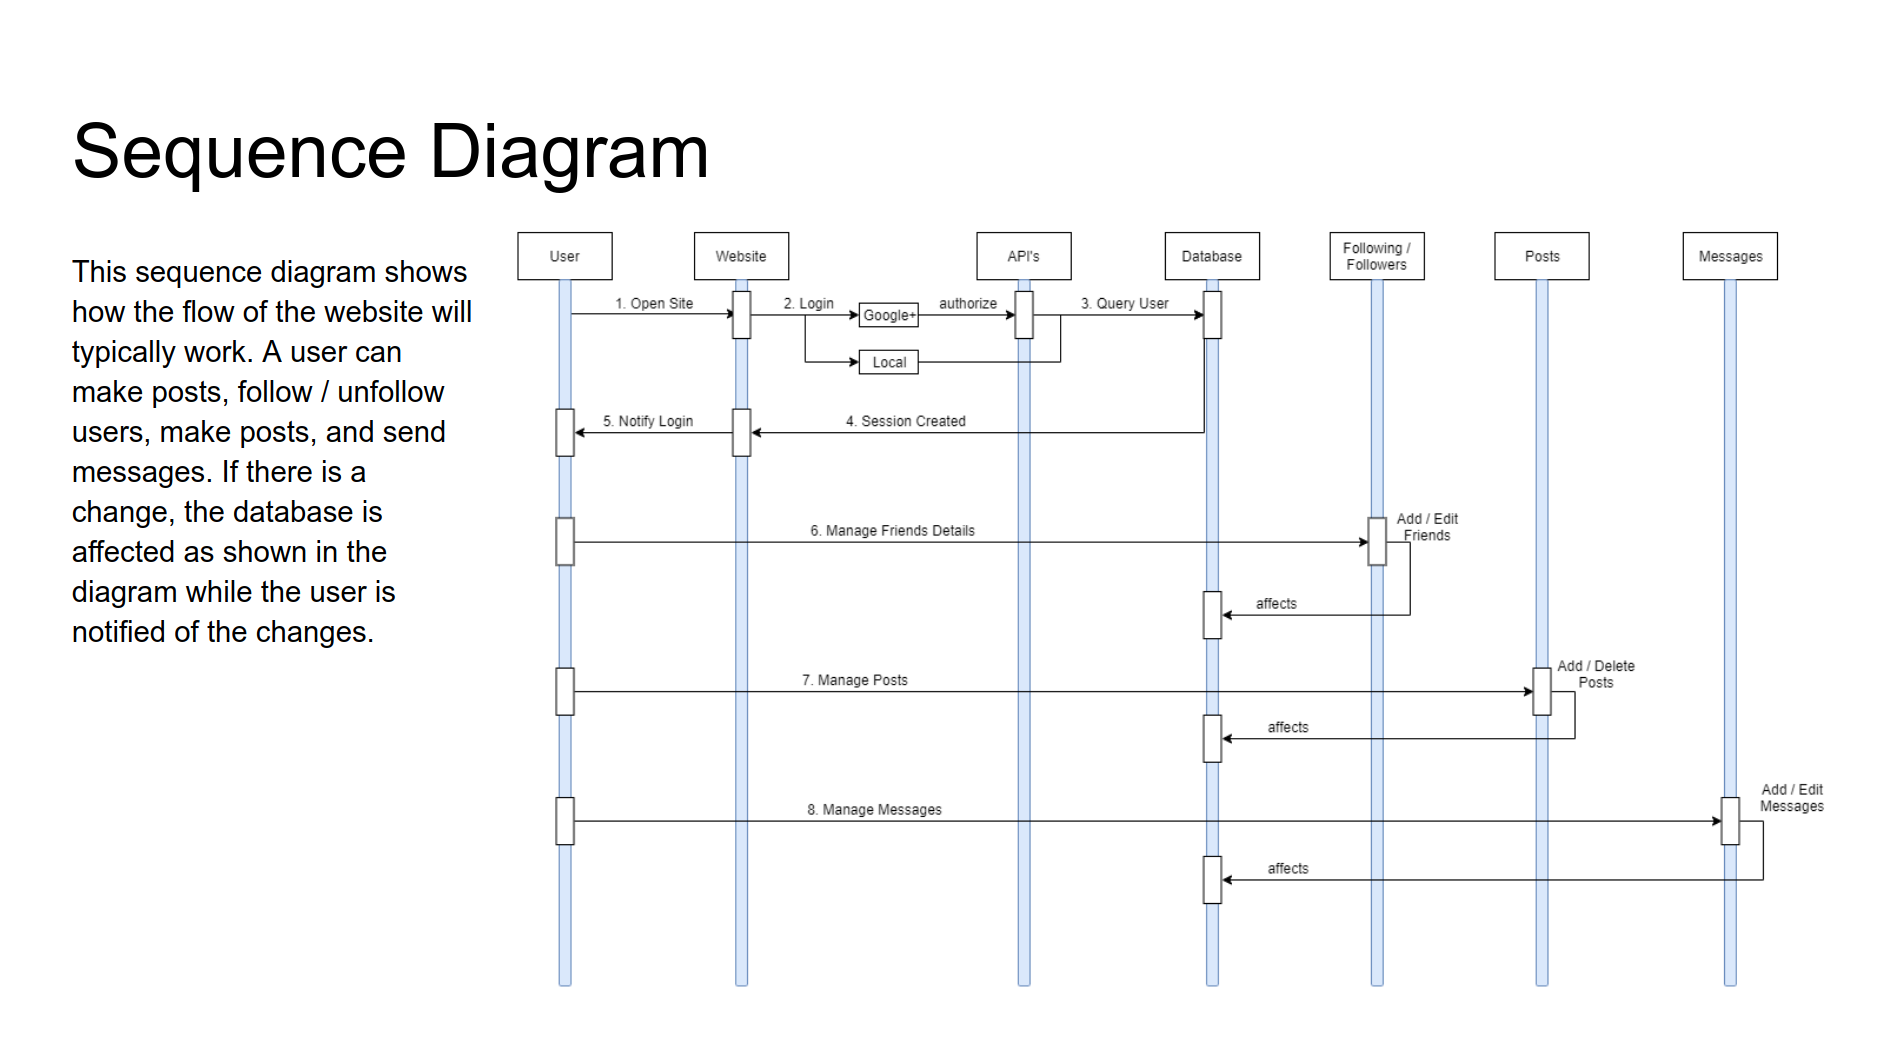 Sequence Diagram
This sequence diagram shows
how the flow of the website will
typically work. A user can
make posts, follow / unfollow
users, make posts, and send
messages. If there is a
change, the database is
affected as shown in the
diagram while the user is
notified of the changes.
User
Website
API's
Database
Following /
Followers
Posts
Messages
1. Open Site
2. Login
Google+
authorize
3. Query User
Local
5. Notify Login
4. Session Created
6. Manage Friends Details
Add / Edit
Friends
affects
7. Manage Posts
Add / Delete
Posts
affects
8. Manage Messages
Add / Edit
Messages
affects